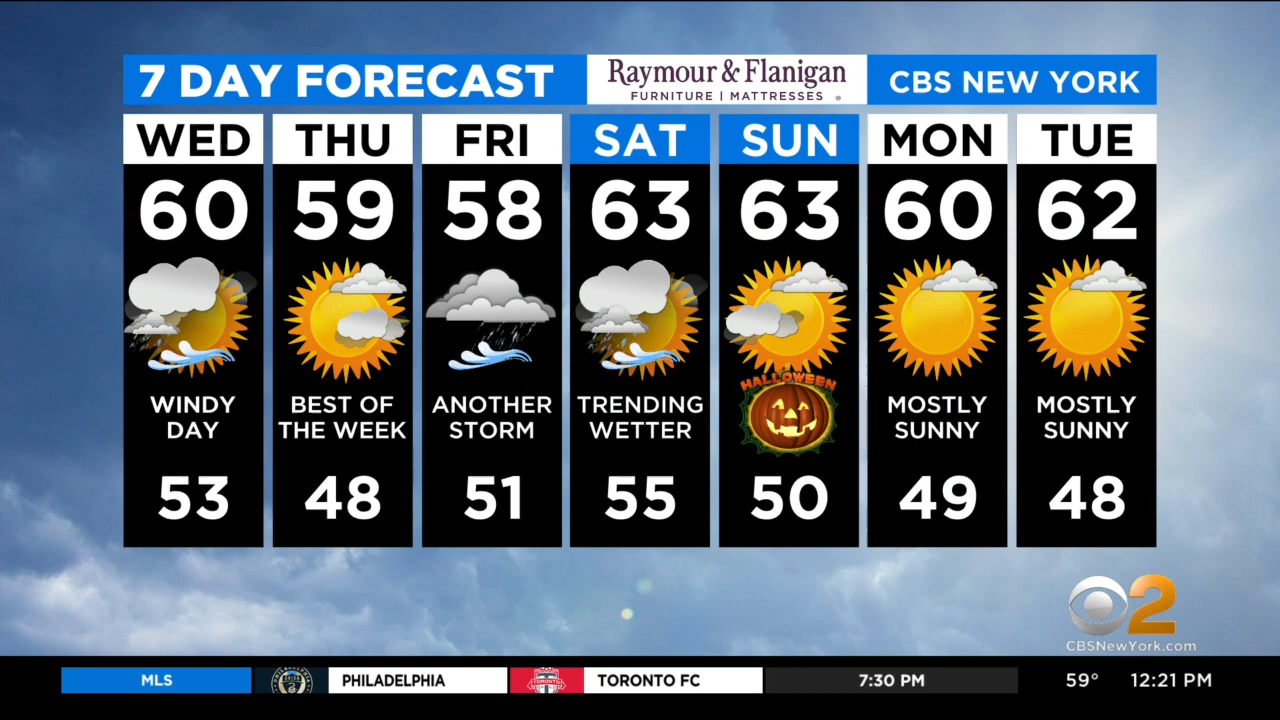 7 DAY FORECAST
Raymour & Flanigan
FURNITURE | MATTRESSES
CBS NEW YORK
WED THU FRI SAT SUN MON TUE
60 59 58 63 63 60 62
HALLOWEEN
WINDY DAY
BEST OF THE WEEK
ANOTHER STORM
TRENDING WETTER
MOSTLY SUNNY
MOSTLY SUNNY
53 48 51 55 50 49 48
2
CBSNewYork.com
MLS PHILADELPHIA TORONTO TORONTO FC 7:30 PM 59° 12:21 PM